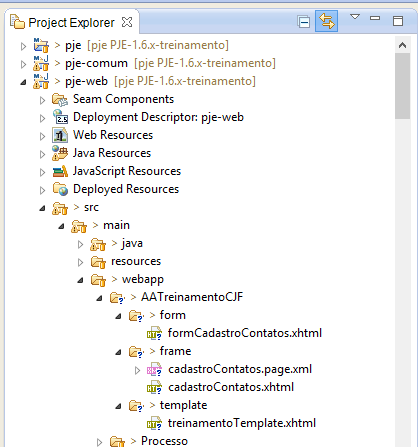 Project Explorer
> pje [pje PJE-1.6.x-treinamento]
> pje-comum [pje PJE-1.6.x-treinamento]
> pje-web [pje PJE-1.6.x-treinamento]
Seam Components
Deployment Descriptor: pje-web
Web Resources
Java Resources
JavaScript Resources
Deployed Resources
> src
> main
> java
resources
> webapp
> AATreinamentoCJF
> form
formCadastroContatos.xhtml
> frame
cadastroContatos.page.xml
cadastroContatos.xhtml
> template
treinamentoTemplate.xhtml
> Processo